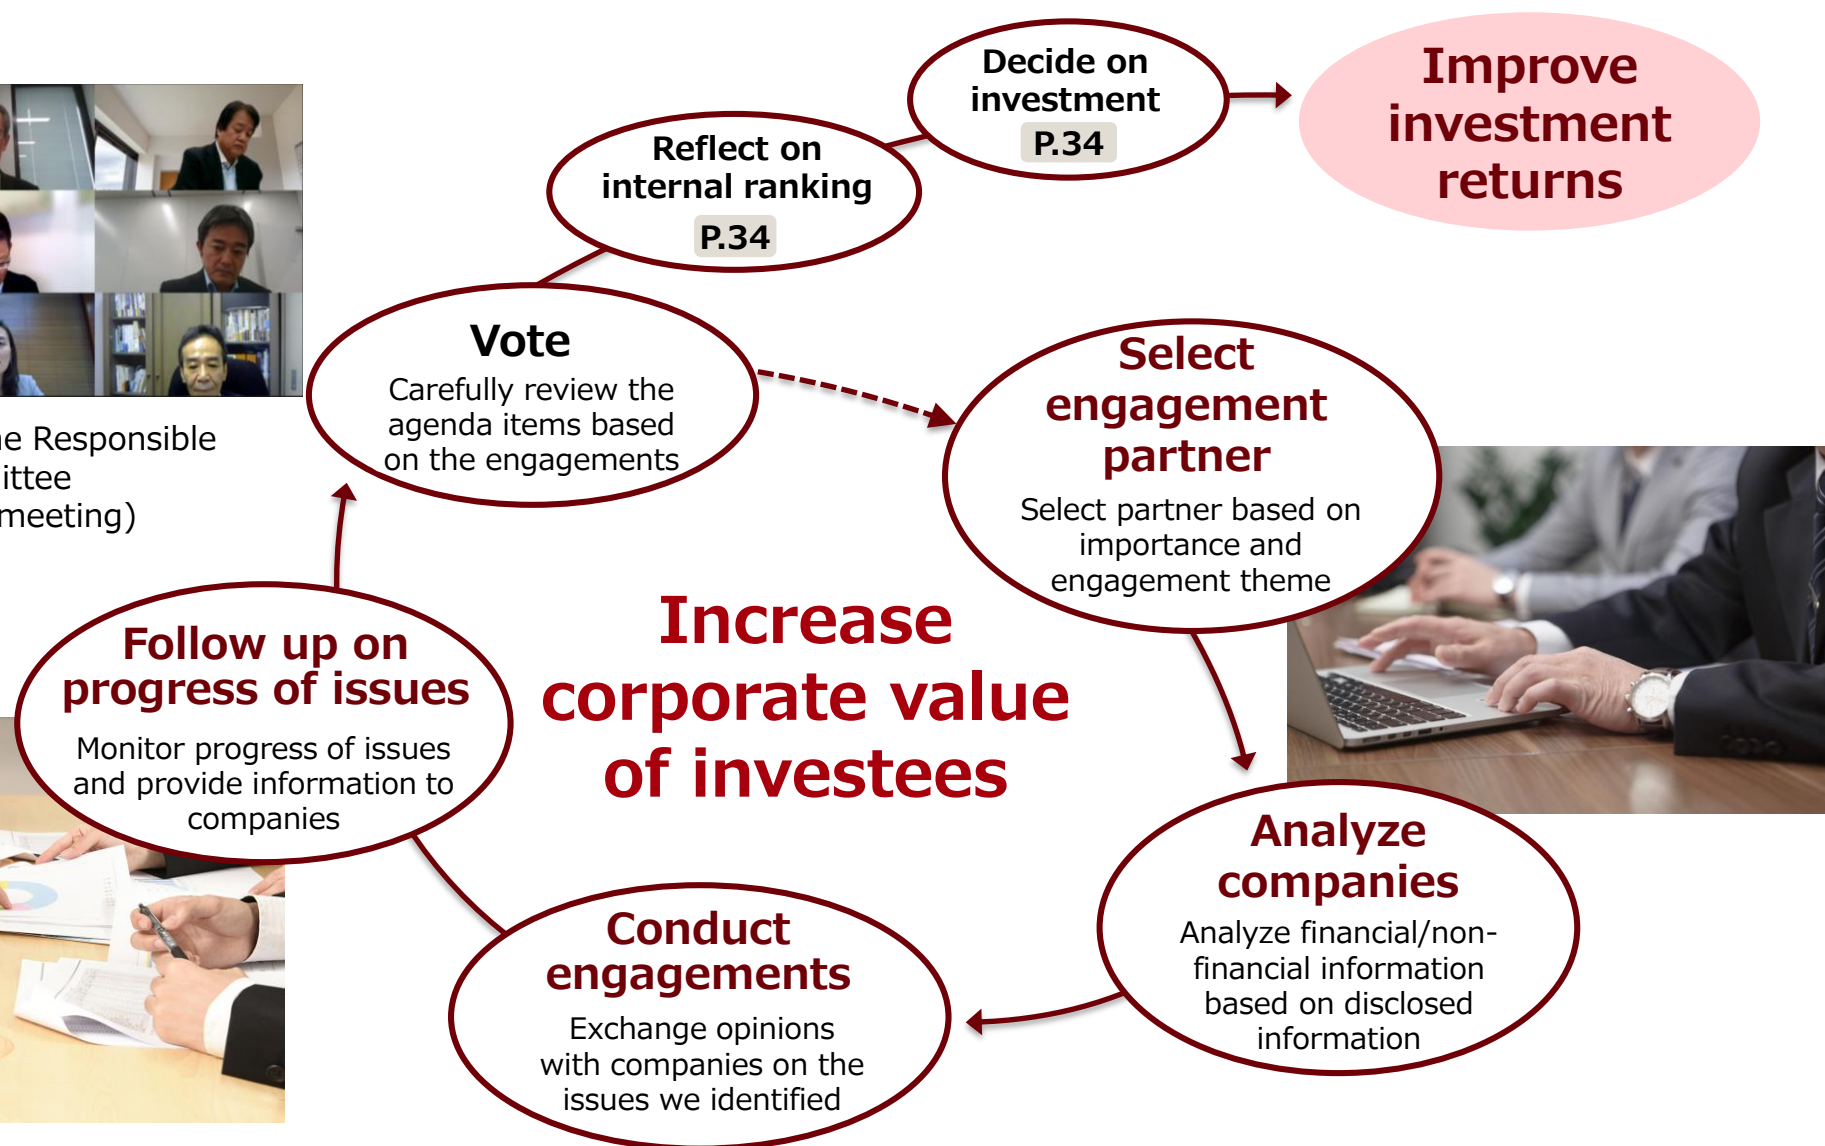 Decide on
investment
P.34
Improve
investment
returns
Reflect on
internal ranking
P.34
Vote
Carefully review the
agenda items based
on the engagements
Select
engagement
partner
Select partner based on
importance and
engagement theme
Responsible
meeting)
Increase
corporate value
of investees
Follow up on
progress of issues
Monitor progress of issues
and provide information to
companies
Analyze
companies
Analyze financial/non-
financial information
based on disclosed
information
Conduct
engagements
Exchange opinions
with companies on the
issues we identified